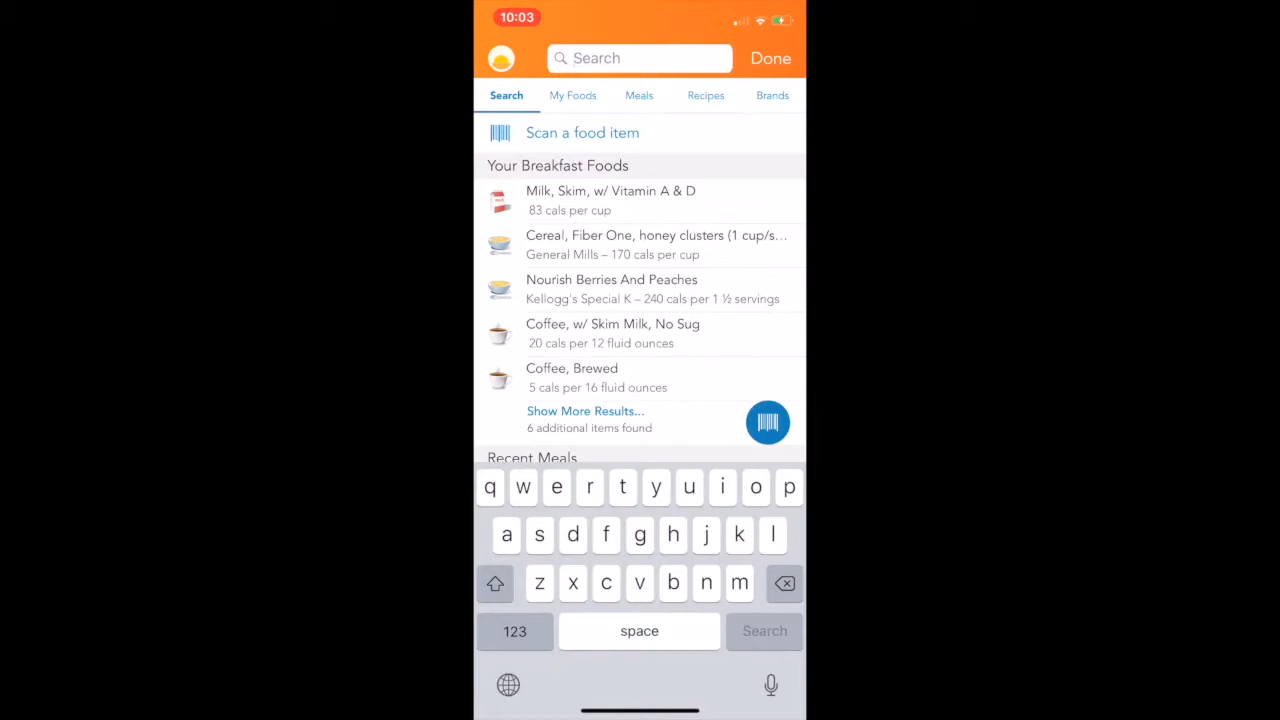 10:03
Search
Done
Search My Foods Meals Recipes Brands
Scan a food item
Your Breakfast Foods
Milk, Skim, w/ Vitamin A & D
83 cals per cup
Cereal, Fiber One, honey clusters (1 cup/s...
General Mills – 170 cals per cup
Nourish Berries And Peaches
Kellogg's Special K – 240 cals per 1 ½ servings
Coffee, w/ Skim Milk, No Sug
20 cals per 12 fluid ounces
Coffee, Brewed
5 cals per 16 fluid ounces
Show More Results...
6 additional items found
Recent Meals
q w e r t y u i o p
a s d f g h j k l
z x c v b n m
123 space Search